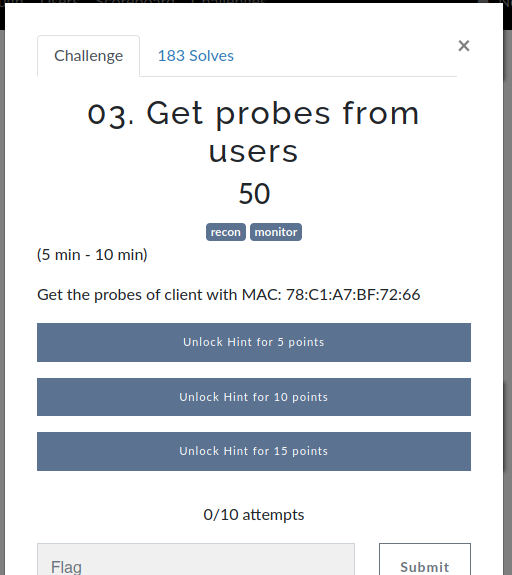 Challenge
183 Solves
×
03. Get probes from
users
50
recon monitor
(5 min - 10 min)
Get the probes of client with MAC: 78:C1:A7:BF:72:66
Unlock Hint for 5 points
Unlock Hint for 10 points
Unlock Hint for 15 points
0/10 attempts
Flag
Submit